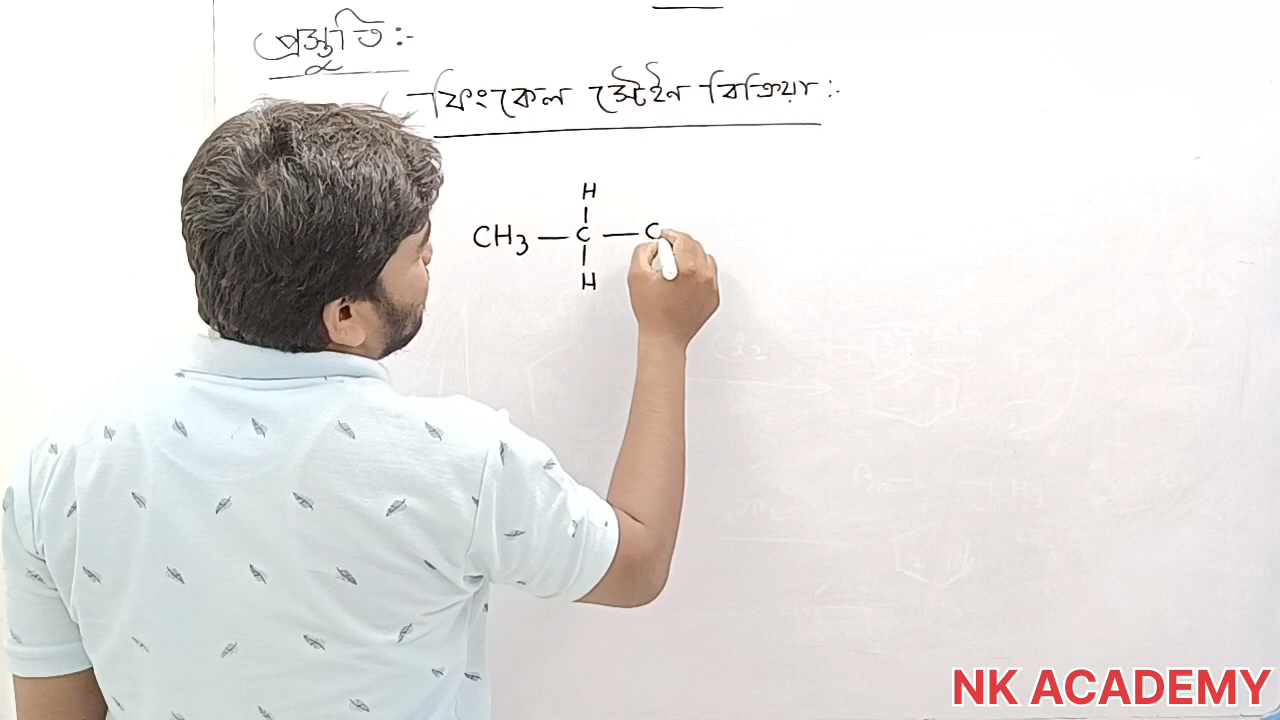 প্রস্তুতি :-
ফিংকেল স্টেইন বিক্রিয়া :-
H
CH3 — C — C
H
NK ACADEMY